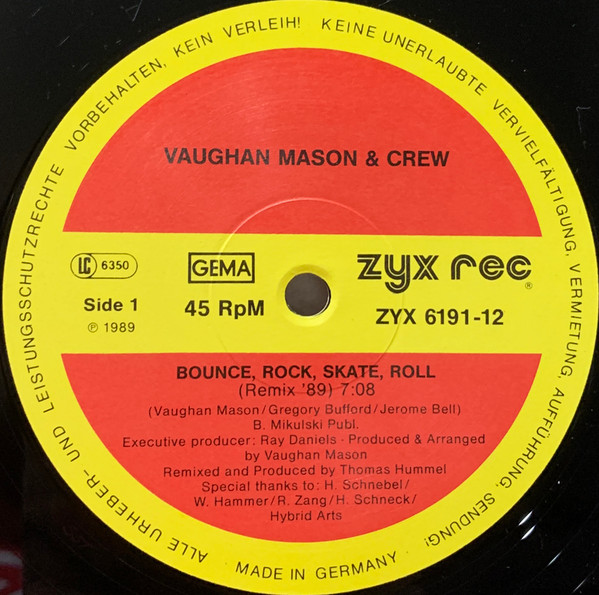 ALLE URHEBER- UND LEISTUNGSSCHUTZRECHTE VORBEHALTEN, KEIN VERLEIH! KEINE UNERLAUBTE VERVIELFÄLTIGUNG, VERMIETUNG, AUFFÜHRUNG, SENDUNG!
VAUGHAN MASON & CREW
LC 6350
GEMA
zyx rec®
Side 1
45 RpM
ZYX 6191-12
℗ 1989
BOUNCE, ROCK, SKATE, ROLL
(Remix '89) 7:08
(Vaughan Mason/Gregory Bufford/Jerome Bell)
B. Mikulski Publ.
Executive producer: Ray Daniels - Produced & Arranged
by Vaughan Mason
Remixed and Produced by Thomas Hummel
Special thanks to: H. Schnebel/
W. Hammer/R. Zang/H. Schneck/
Hybrid Arts
MADE IN GERMANY